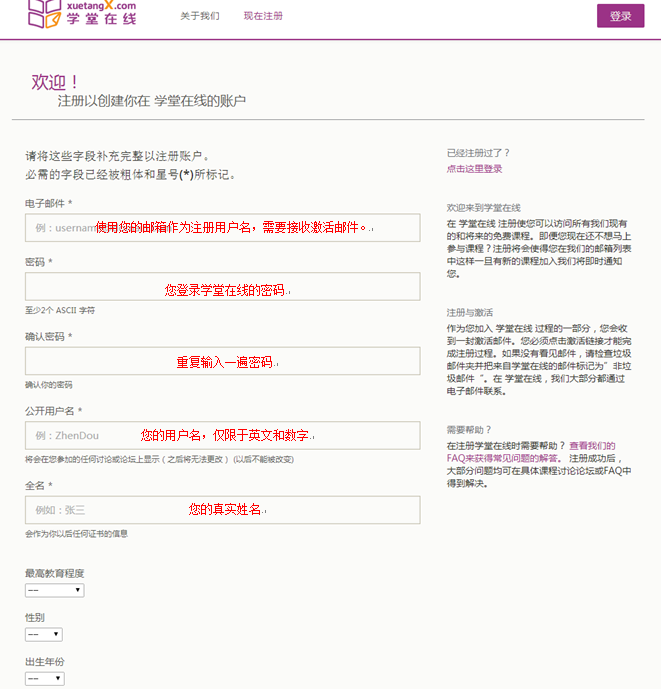 xuetangX.com
学堂在线
关于我们
现在注册
登录
欢迎！
注册以创建你在 学堂在线的账户
请将这些字段补充完整以注册账户。
必需的字段已经被粗体和星号(*)所标记。
电子邮件 *
例：usernam
使用您的邮箱作为注册用户名，需要接收激活邮件。
密码 *
您登录学堂在线的密码
至少2个 ASCII 字符
确认密码 *
重复输入一遍密码
确认你的密码
公开用户名 *
例：ZhenDou
您的用户名，仅限于英文和数字
将会在您参加的任何讨论或论坛上显示（之后将无法更改） (以后不能被改变)
全名 *
例如：张三
您的真实姓名
会作为你以后任何证书的信息
最高教育程度
--
性别
--
出生年份
--
已经注册过了？
点击这里登录
欢迎来到学堂在线
在 学堂在线 注册使您可以访问所有我们现有
的和将来的免费课程。即便您现在还不想马上
参与课程？注册将会使得您在我们的邮箱列表
中这样一旦有新的课程加入我们将即时通知
您。
注册与激活
作为您加入 学堂在线 过程的一部分，您会收
到一封激活邮件。您必须点击激活链接才能完
成注册过程。如果没有看见邮件，请检查垃圾
邮件夹并把来自学堂在线的邮件标记为”非垃
圾邮件“。在 学堂在线，我们大部分都通过
电子邮件联系。
需要帮助？
在注册学堂在线时需要帮助？ 查看我们的
FAQ来获得常见问题的解答。 注册成功后，
大部分问题均可在具体课程讨论论坛或FAQ中
得到解决。